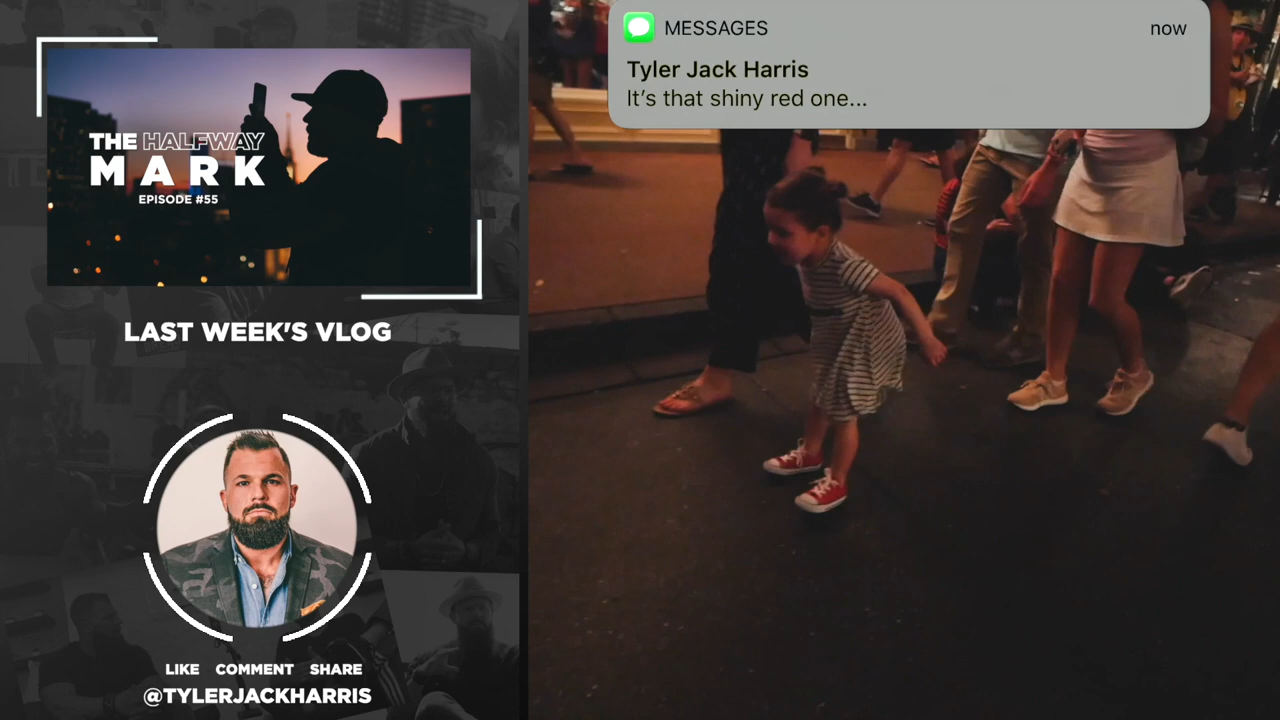 THE HALFWAY
MARK
EPISODE #55
LAST WEEK'S VLOG
LIKE COMMENT SHARE
@TYLERJACKHARRIS
MESSAGES
now
Tyler Jack Harris
It's that shiny red one...